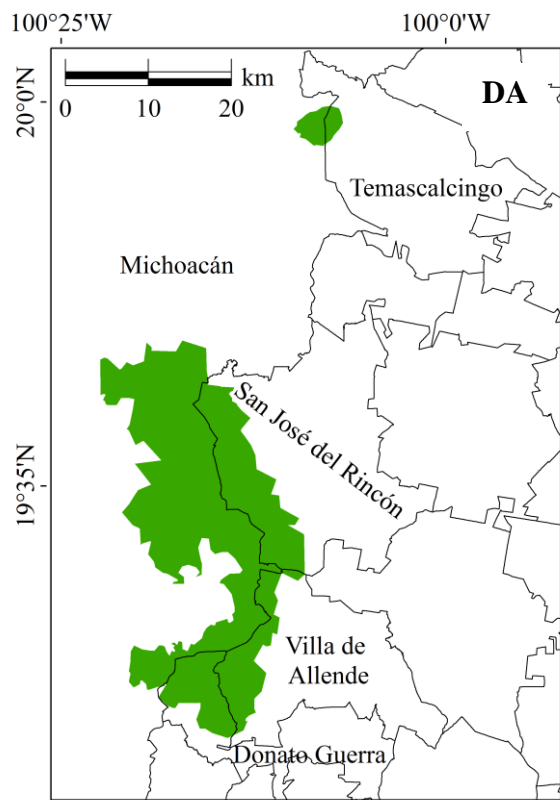 100°25'W
100°0'W
20°0'N
km
0
10
20
DA
Temascalcingo
Michoacán
San José del Rincón
19°35'N
Villa de
Allende
Donato Guerra